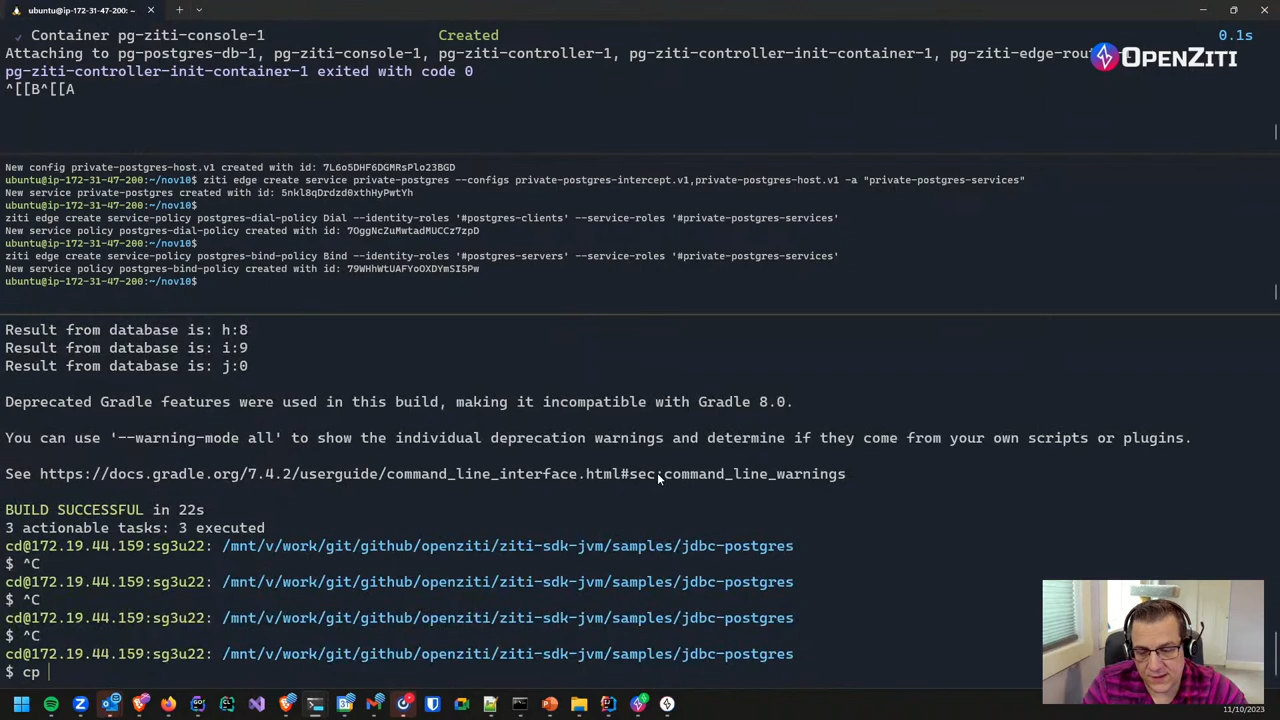 ubuntu@ip-172-31-47-200: ~
✓ Container pg-ziti-console-1 Created 0.1s
Attaching to pg-postgres-db-1, pg-ziti-console-1, pg-ziti-controller-1, pg-ziti-controller-init-container-1, pg-ziti-edge-rou
OPENZITI
pg-ziti-controller-init-container-1 exited with code 0
^[[B^[[A
New config private-postgres-host.v1 created with id: 7L6o5DHF6DGMRsPlo23BGD
ubuntu@ip-172-31-47-200:~/nov10$ ziti edge create service private-postgres --configs private-postgres-intercept.v1,private-postgres-host.v1 -a "private-postgres-services"
New service private-postgres created with id: 5nkl8qDrdzd0xthHyPwtYh
ubuntu@ip-172-31-47-200:~/nov10$
ziti edge create service-policy postgres-dial-policy Dial --identity-roles '#postgres-clients' --service-roles '#private-postgres-services'
New service policy postgres-dial-policy created with id: 7OggNcZuMwtadMUCCz7zpD
ubuntu@ip-172-31-47-200:~/nov10$
ziti edge create service-policy postgres-bind-policy Bind --identity-roles '#postgres-servers' --service-roles '#private-postgres-services'
New service policy postgres-bind-policy created with id: 79WHhWtUAFYoOXDYmSI5Pw
ubuntu@ip-172-31-47-200:~/nov10$
Result from database is: h:8
Result from database is: i:9
Result from database is: j:0
Deprecated Gradle features were used in this build, making it incompatible with Gradle 8.0.
You can use '--warning-mode all' to show the individual deprecation warnings and determine if they come from your own scripts or plugins.
See https://docs.gradle.org/7.4.2/userguide/command_line_interface.html#sec:command_line_warnings
BUILD SUCCESSFUL in 22s
3 actionable tasks: 3 executed
cd@172.19.44.159:sg3u22: /mnt/v/work/git/github/openziti/ziti-sdk-jvm/samples/jdbc-postgres
$ ^C
cd@172.19.44.159:sg3u22: /mnt/v/work/git/github/openziti/ziti-sdk-jvm/samples/jdbc-postgres
$ ^C
cd@172.19.44.159:sg3u22: /mnt/v/work/git/github/openziti/ziti-sdk-jvm/samples/jdbc-postgres
$ ^C
cd@172.19.44.159:sg3u22: /mnt/v/work/git/github/openziti/ziti-sdk-jvm/samples/jdbc-postgres
$ cp
11/10/2023